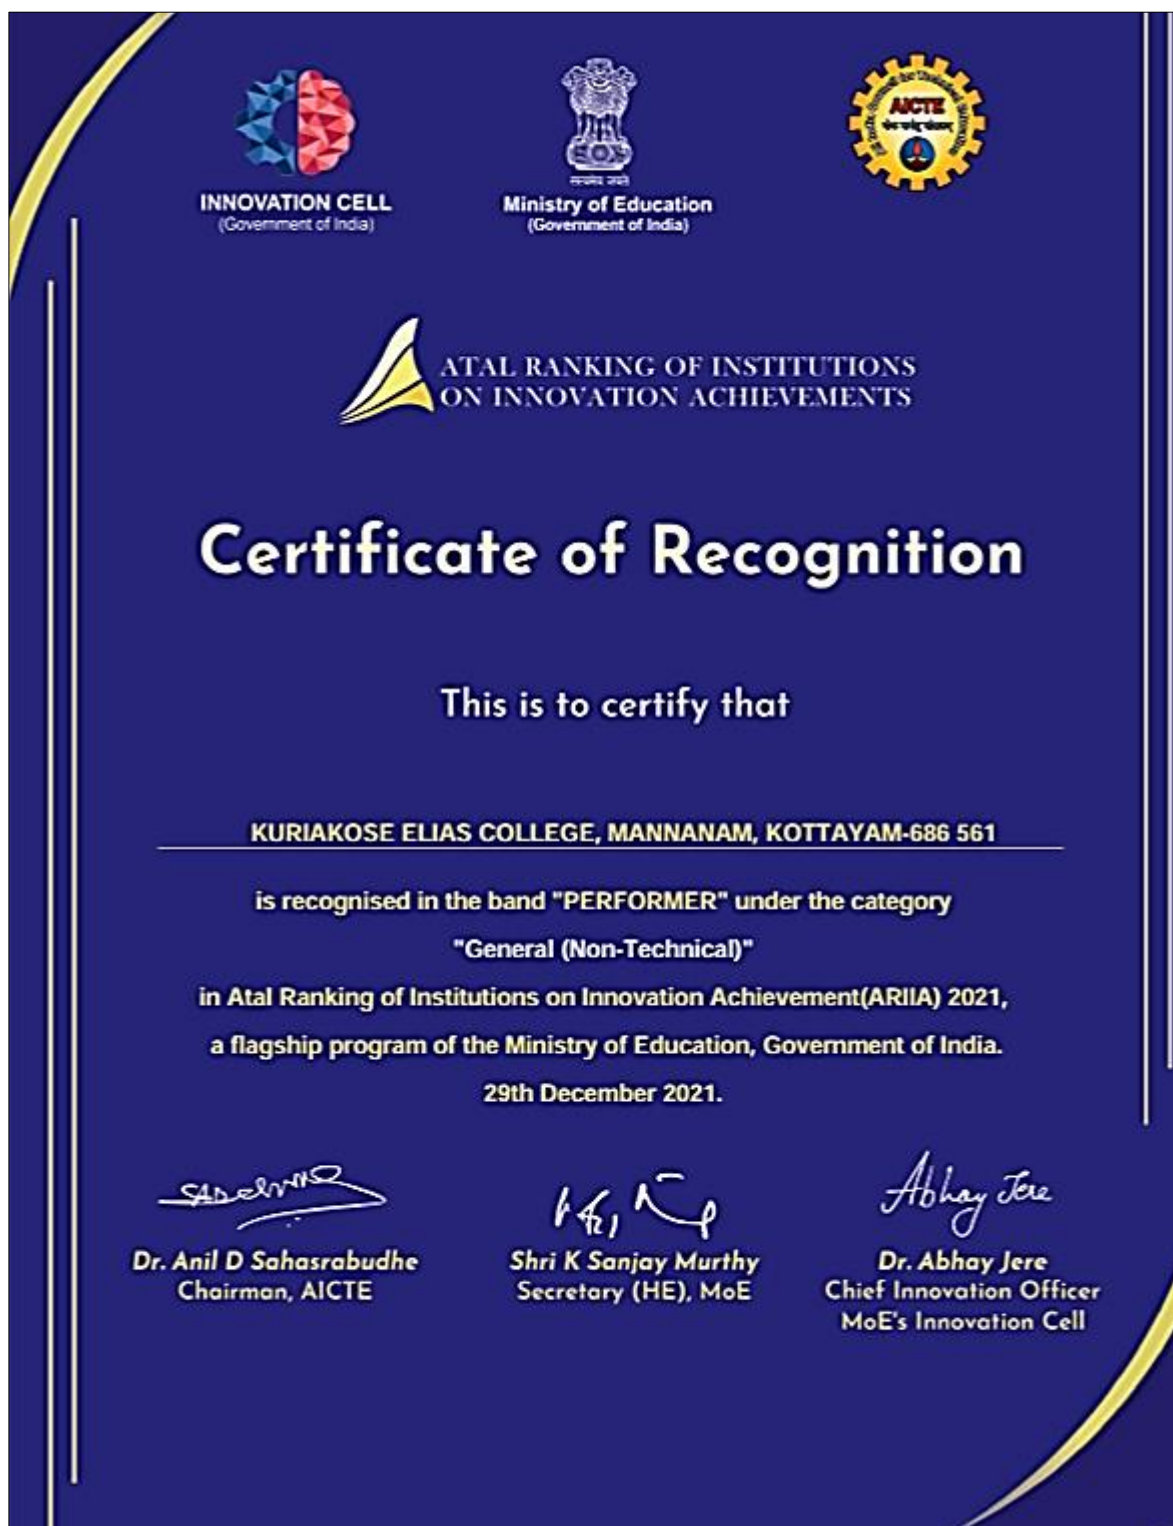 INNOVATION CELL
(Government of India)
सत्यमेव जयते
Ministry of Education
(Government of India)
AICTE
ATAL RANKING OF INSTITUTIONS
ON INNOVATION ACHIEVEMENTS
Certificate of Recognition
This is to certify that
KURIAKOSE ELIAS COLLEGE, MANNANAM, KOTTAYAM-686 561
is recognised in the band "PERFORMER" under the category
"General (Non-Technical)"
in Atal Ranking of Institutions on Innovation Achievement(ARIIA) 2021,
a flagship program of the Ministry of Education, Government of India.
29th December 2021.
Abhay Jere
Dr. Anil D Sahasrabudhe
Chairman, AICTE
Shri K Sanjay Murthy
Secretary (HE), MoE
Dr. Abhay Jere
Chief Innovation Officer
MoE's Innovation Cell